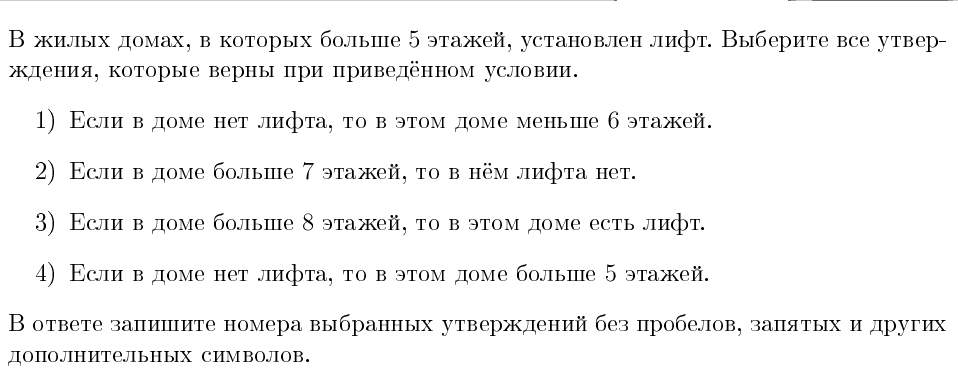 В жилых домах, в которых больше 5 этажей, установлен лифт. Выберите все утвер-
ждения, которые верны при приведённом условии.
1) Если в доме нет лифта, то в этом доме меньше 6 этажей.
2) Если в доме больше 7 этажей, то в нём лифта нет.
3) Если в доме больше 8 этажей, то в этом доме есть лифт.
4) Если в доме нет лифта, то в этом доме больше 5 этажей.
В ответе запишите номера выбранных утверждений без пробелов, запятых и других
дополнительных символов.